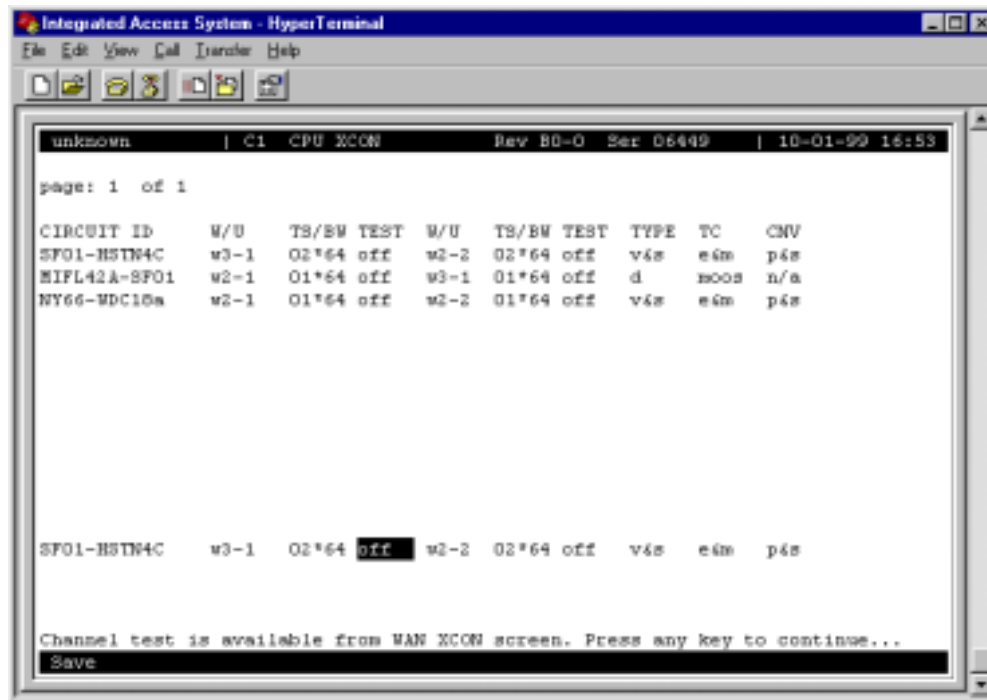 Integrated Access System - HyperTerminal
File Edit View Call Transfer Help
unknown | C1 CPU XCON Rev B0-0 Ser 06449 | 10-01-99 16:53
page: 1 of 1
CIRCUIT ID W/U TS/BW TEST W/U TS/BW TEST TYPE TC CNV
SF01-HSTN4C w3-1 02*64 off w2-2 02*64 off v&s e&m p&s
MIFL42A-SF01 w2-1 01*64 off w3-1 01*64 off d moos n/a
NY66-WDC18a w2-1 01*64 off w2-2 01*64 off v&s e&m p&s
SF01-HSTN4C w3-1 02*64 off w2-2 02*64 off v&s e&m p&s
Channel test is available from WAN XCON screen. Press any key to continue...
Save